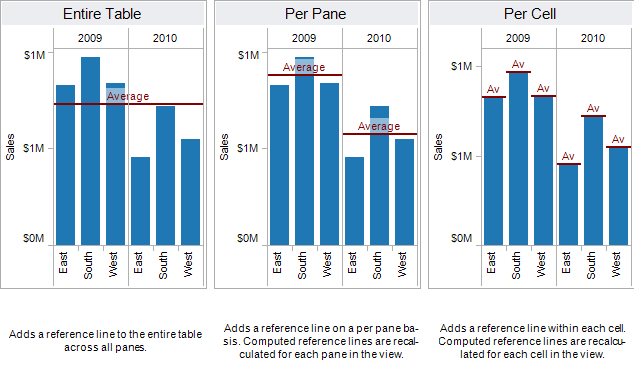 Entire Table
2009 2010
$1M
Average
$1M
Sales
$0M
East South West East South West
Adds a reference line to the entire table
across all panes.
Per Pane
2009 2010
$1M
Average
Average
$1M
Sales
$0M
East South West East South West
Adds a reference line on a per pane ba-
sis. Computed reference lines are recal-
culated for each pane in the view.
Per Cell
2009 2010
$1M
Av Av Av
Av Av Av
$1M
Sales
$0M
East South West East South West
Adds a reference line within each cell.
Computed reference lines are recalcu-
lated for each cell in the view.